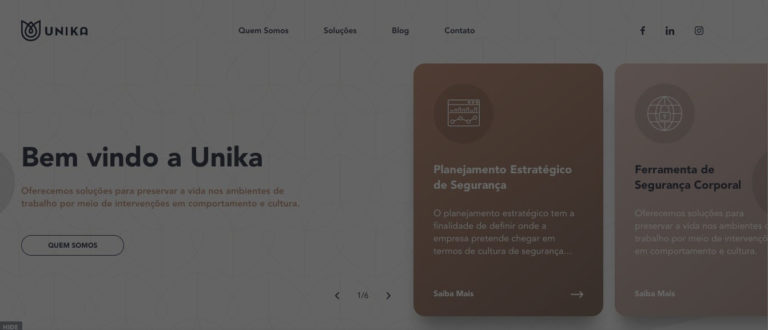 UNIKA
Quem Somos
Soluções
Blog
Contato
Bem vindo a Unika
Oferecemos soluções para preservar a vida nos ambientes de
trabalho por meio de intervenções em comportamento e cultura.
QUEM SOMOS
1/6
Planejamento Estratégico
de Segurança
O planejamento estratégico tem a
finalidade de definir onde a
empresa pretende chegar em
termos de cultura de segurança...
Saiba Mais
Ferramenta de
Segurança Corporal
Oferecemos soluções para
preservar a vida nos ambientes d
trabalho por meio de intervençõ
em comportamento e cultura.
Saiba Mais
HIDE